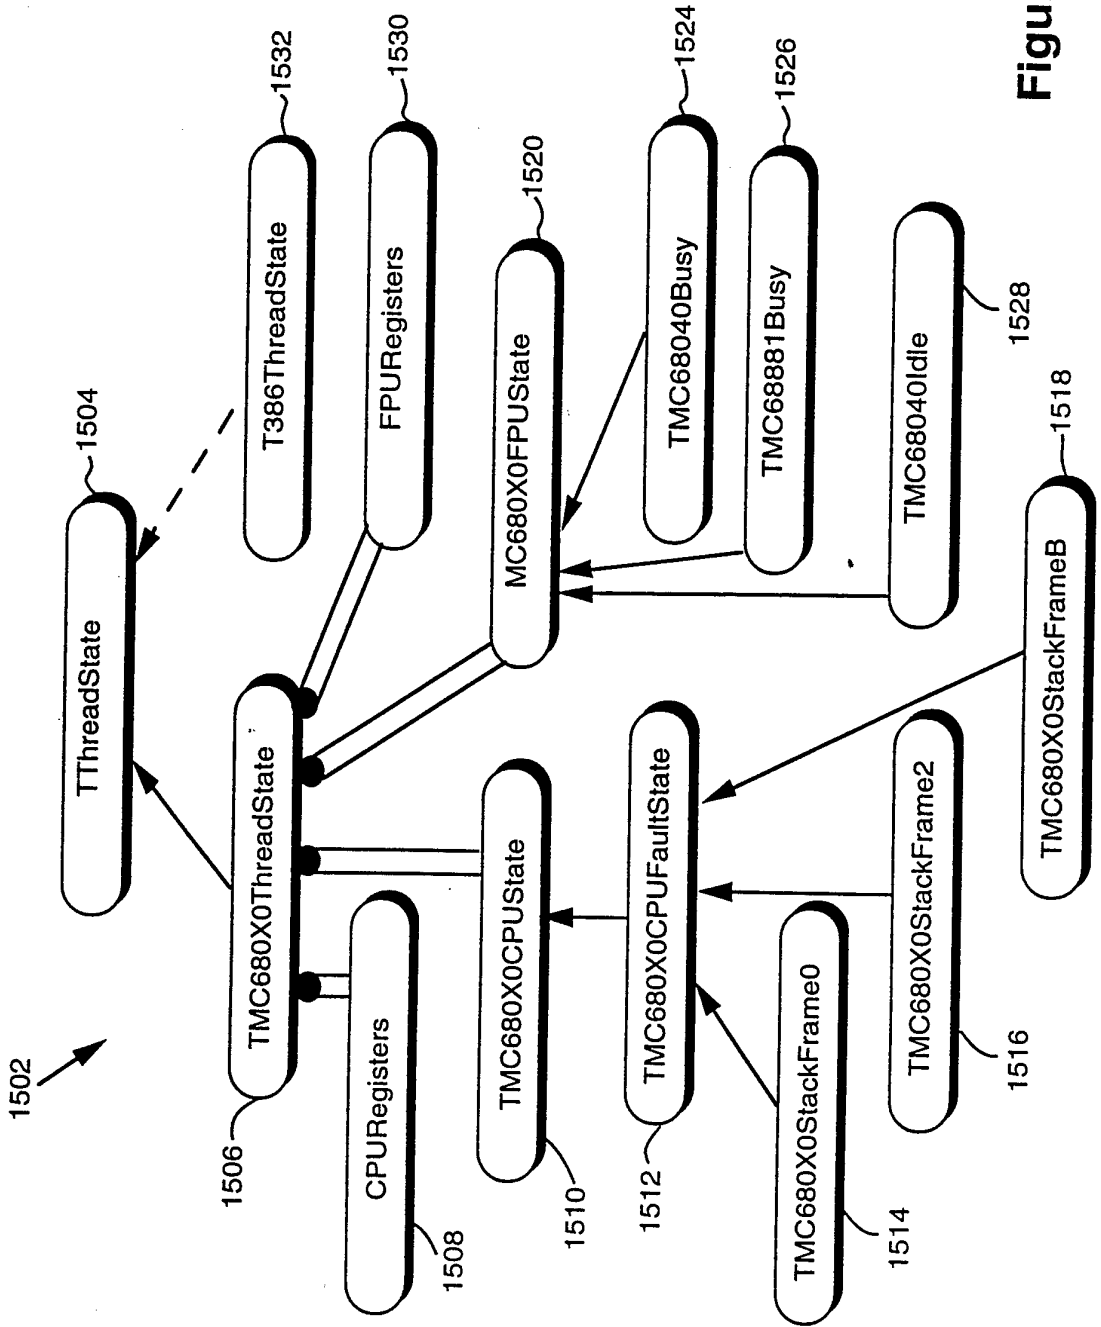 1502
TThreadState
1504
1506
TMC680X0ThreadState
T386ThreadState
1532
CPURegisters
1508
FPURegisters
1530
1510
TMC680X0CPUState
MC680X0FPUState
1520
1512
TMC680X0CPUFaultState
TMC68040Busy
1524
TMC680X0StackFrame0
1514
TMC68881Busy
1526
TMC680X0StackFrame2
1516
TMC68040Idle
1528
TMC680X0StackFrameB
1518
Figu